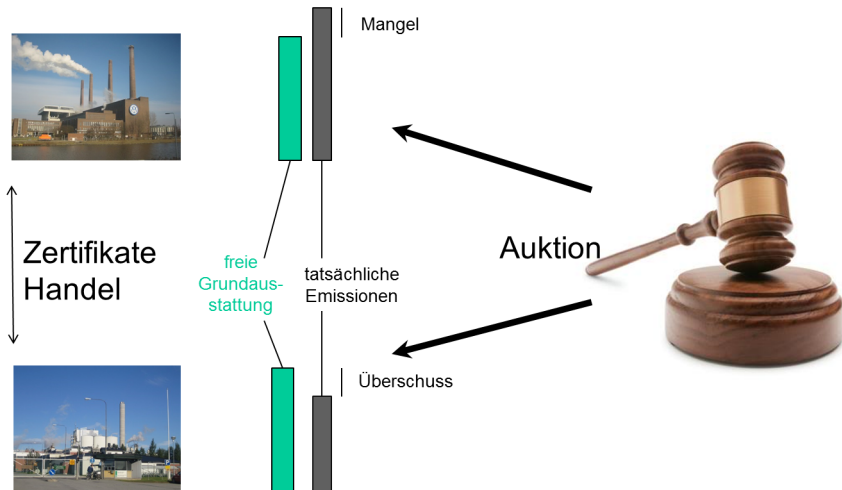 Mangel
Zertifikate
Handel
freie
Grundaus-
stattung
tatsächliche
Emissionen
Auktion
Überschuss